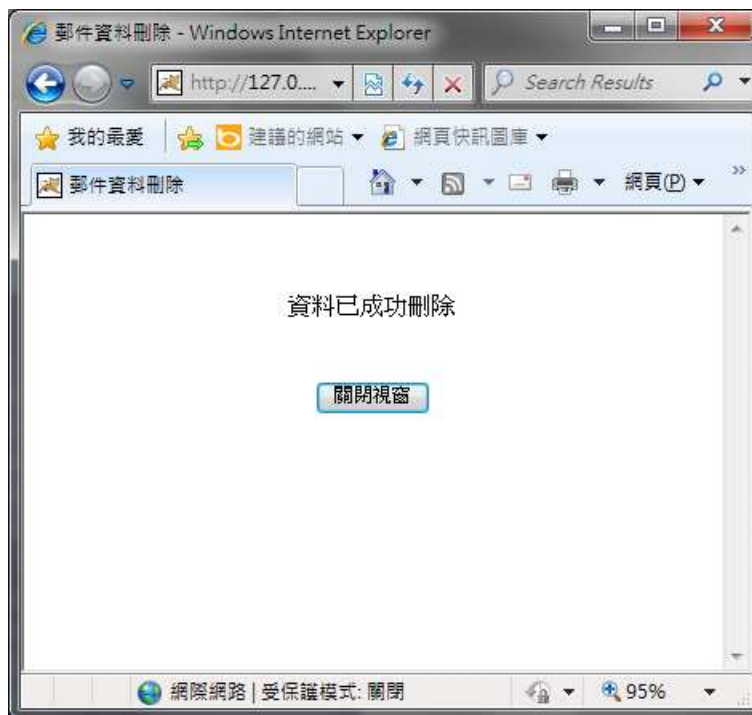 郵件資料刪除 - Windows Internet Explorer
http://127.0.... Search Results
我的最愛 建議的網站 網頁快訊圖庫
郵件資料刪除 網頁(P) »
資料已成功刪除
關閉視窗
網際網路 | 受保護模式: 關閉 95%